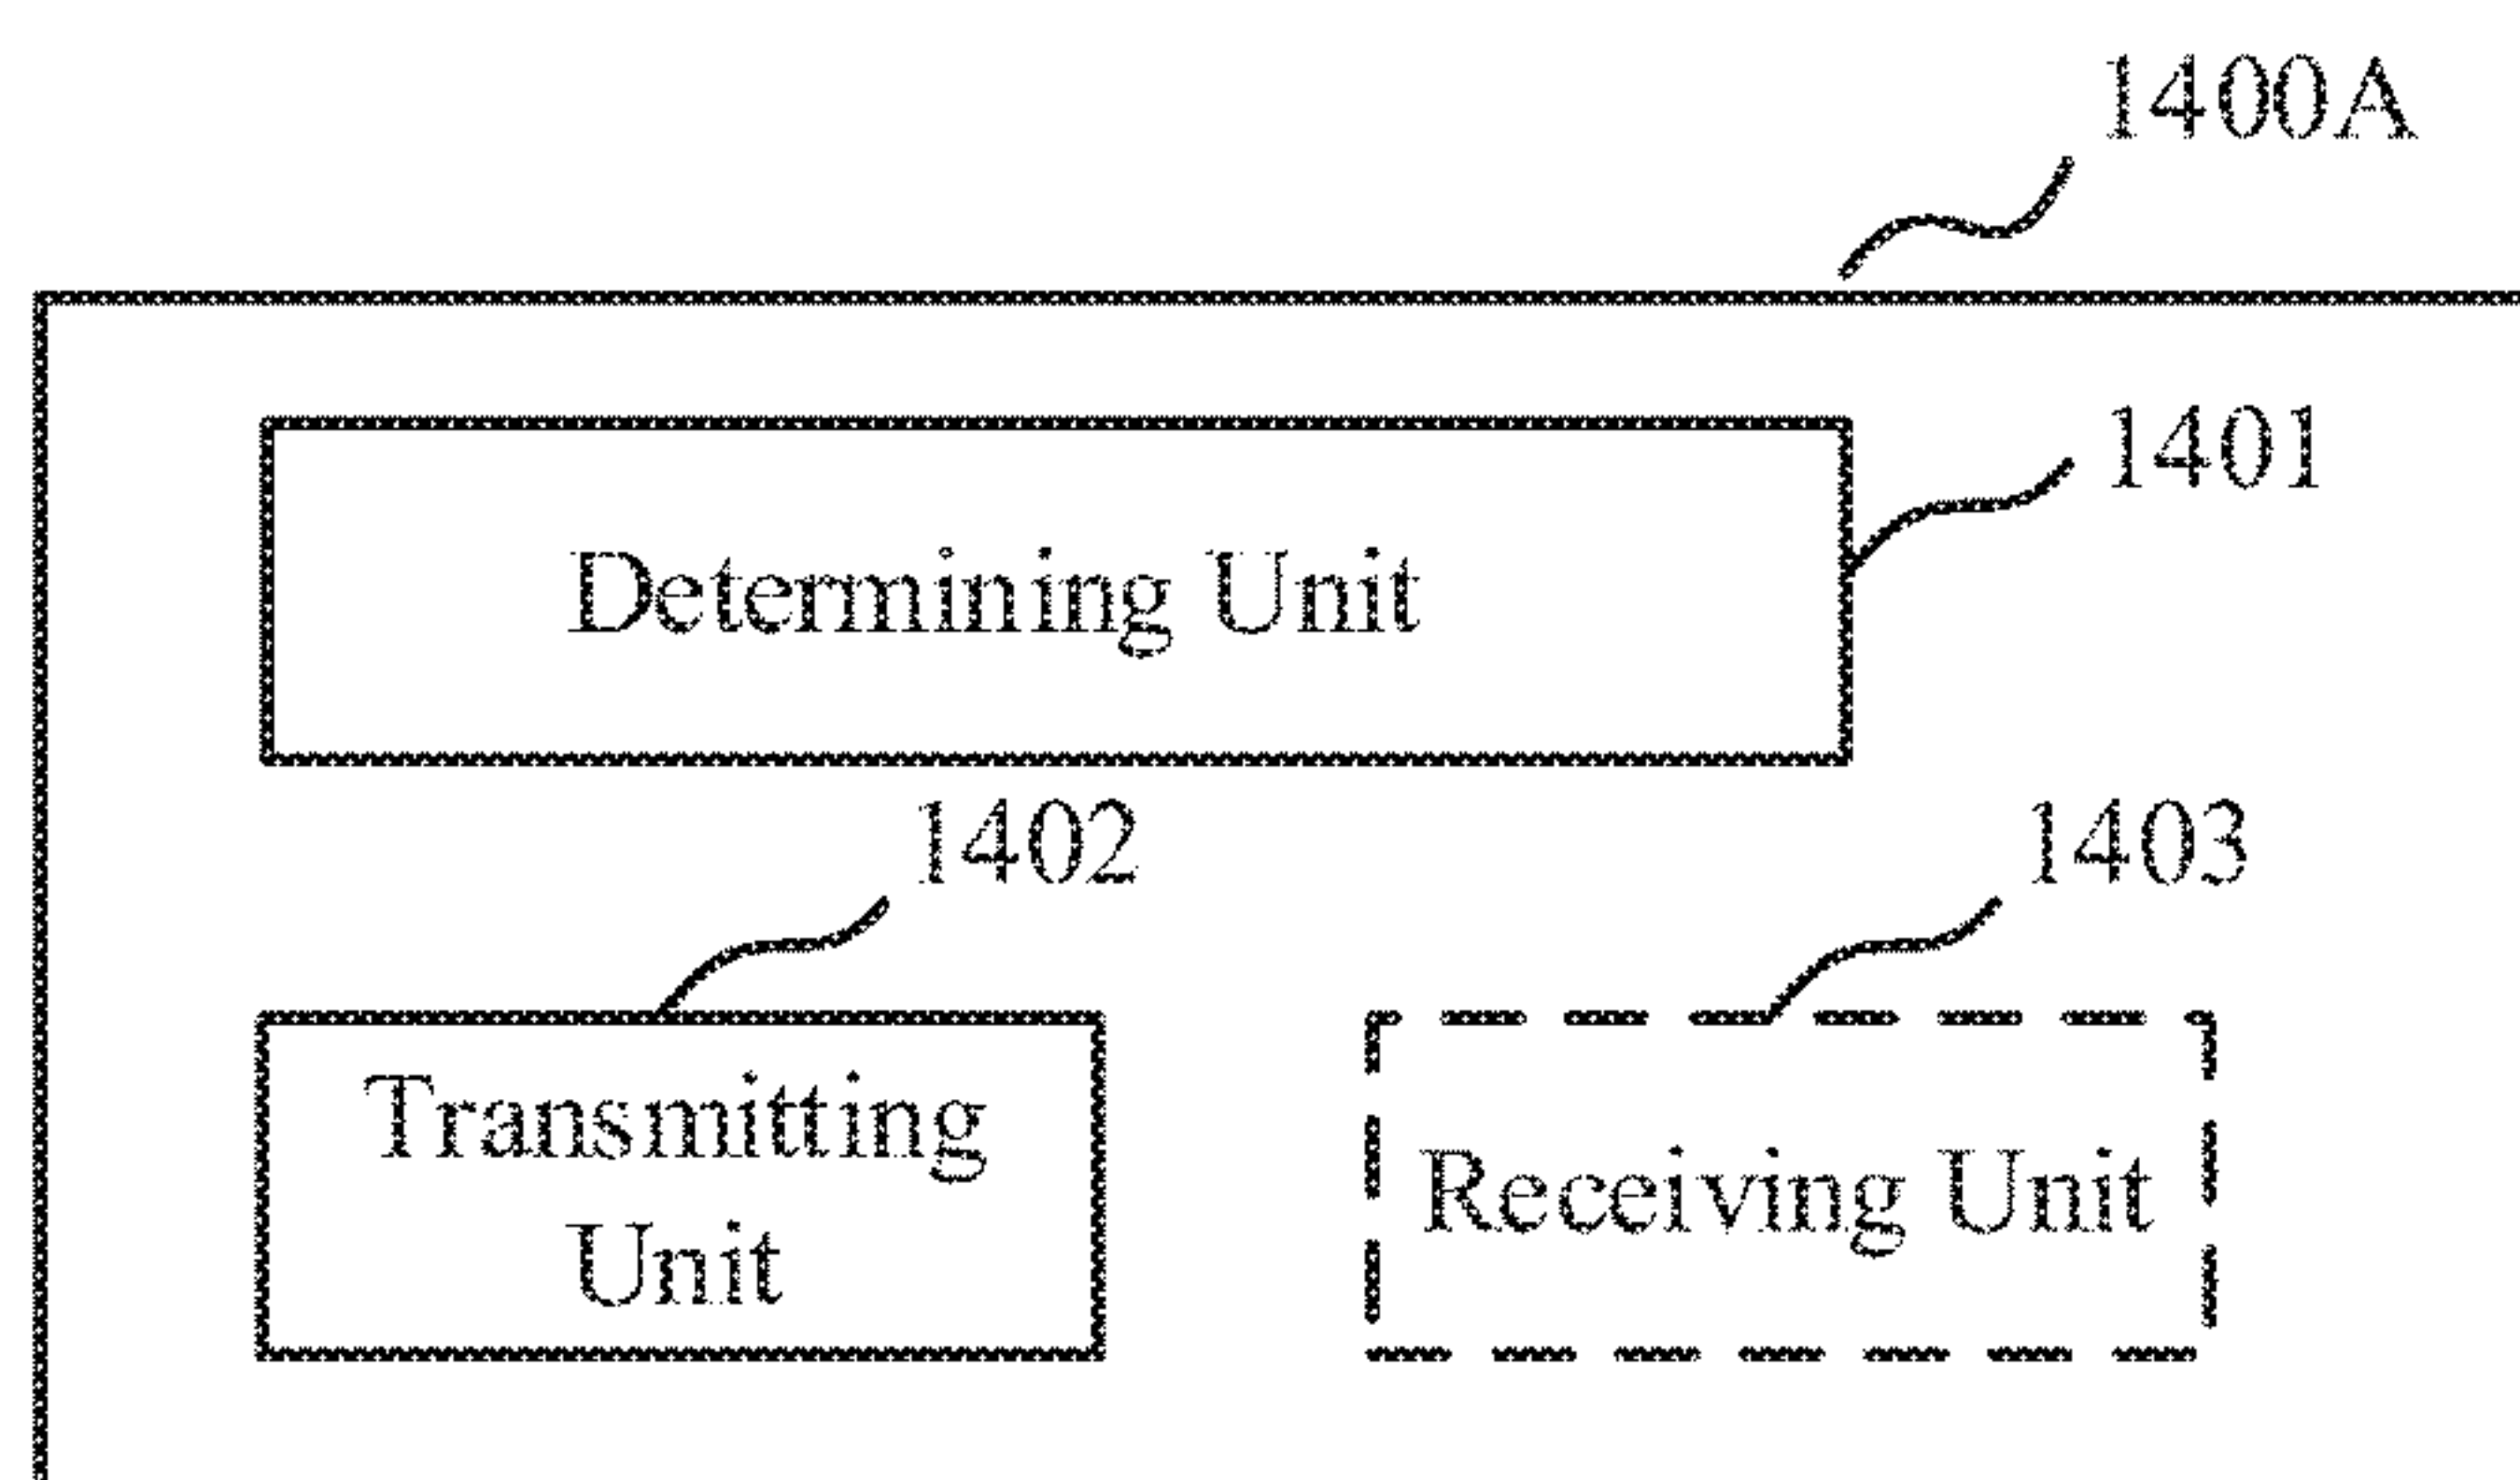 1400A
1401
Determining Unit
1402
1403
Transmitting
Unit
Receiving Unit